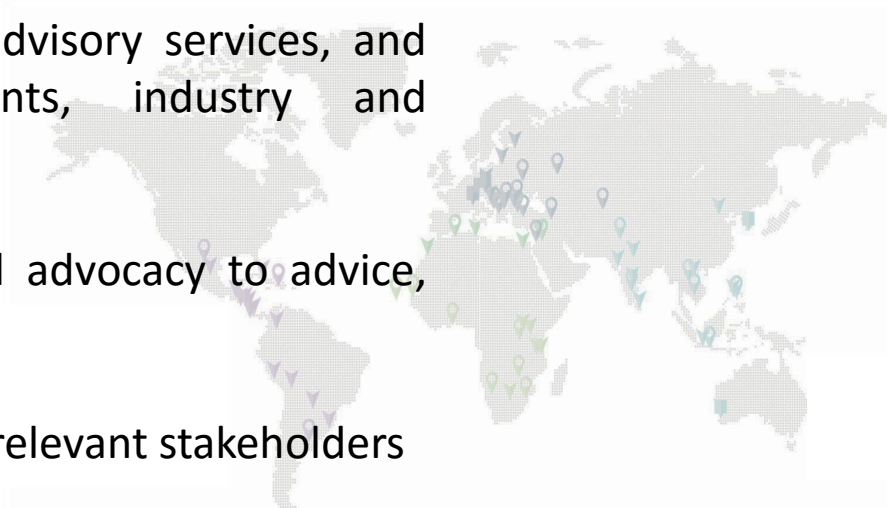 dvisory services, and
nts, industry and
advocacy to advice,
relevant stakeholders